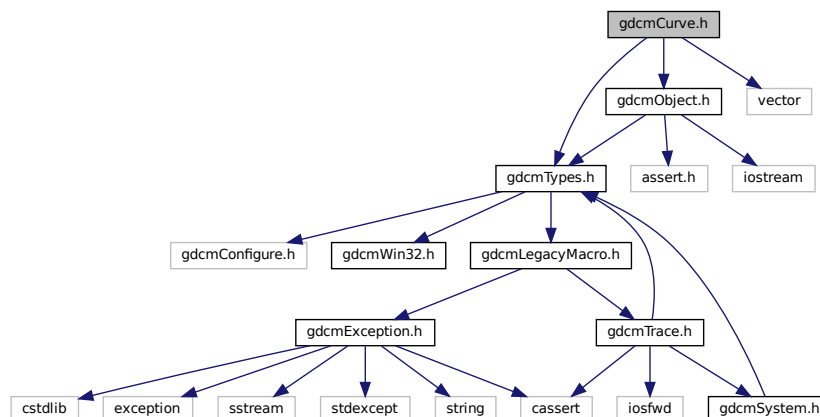 gdcmCurve.h
gdcmObject.h
vector
gdcmTypes.h
assert.h
iostream
gdcmConfigure.h
gdcmWin32.h
gdcmLegacyMacro.h
gdcmException.h
gdcmTrace.h
cstdlib
exception
sstream
stdexcept
string
cassert
iosfwd
gdcmSystem.h